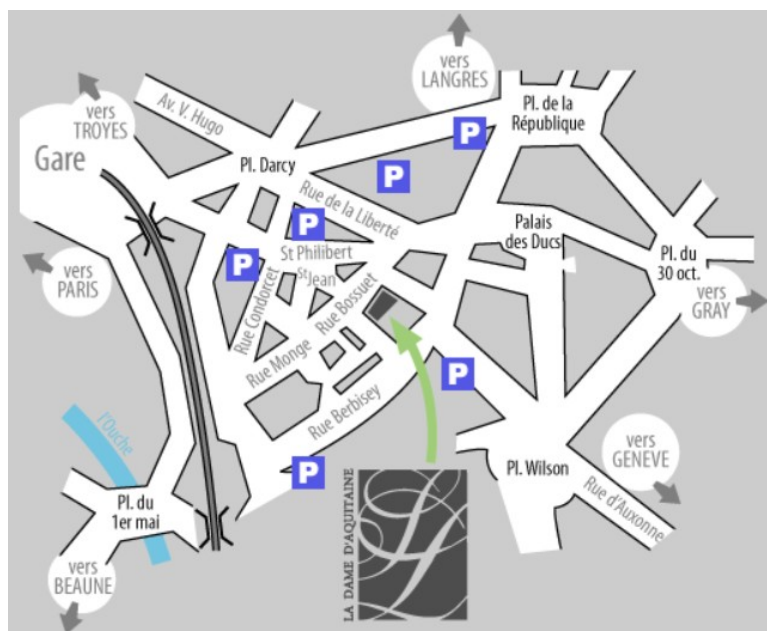 vers
LANGRES
vers
TROYES
Av. V. Hugo
Pl. de la
République
P
Gare
Pl. Darcy
P
Rue de la Liberté
P
St Philibert
St Jean
P
Palais
des Ducs
Pl. du
30 oct.
vers
PARIS
vers
GRAY
Rue Condorcet
Rue Bossuet
Rue Monge
P
Rue Berbisey
l'Ouche
vers
GENEVE
P
Pl. Wilson
Rue d'Auxonne
Pl. du
1er mai
vers
BEAUNE
LA DAME D'AQUITAINE